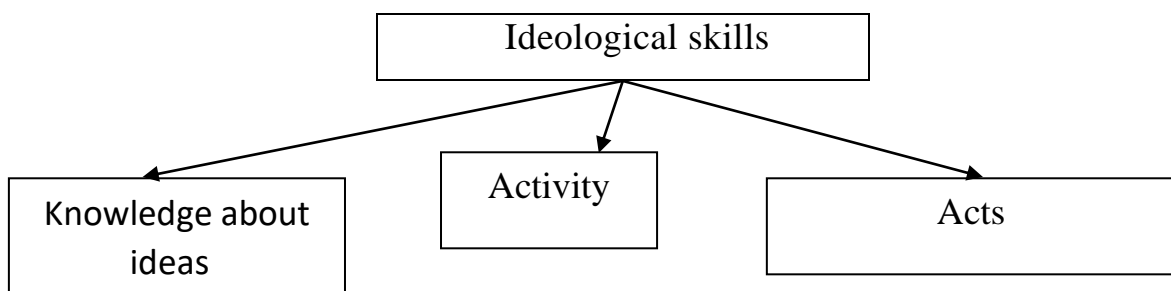 Ideological skills
Knowledge about
ideas
Activity
Acts